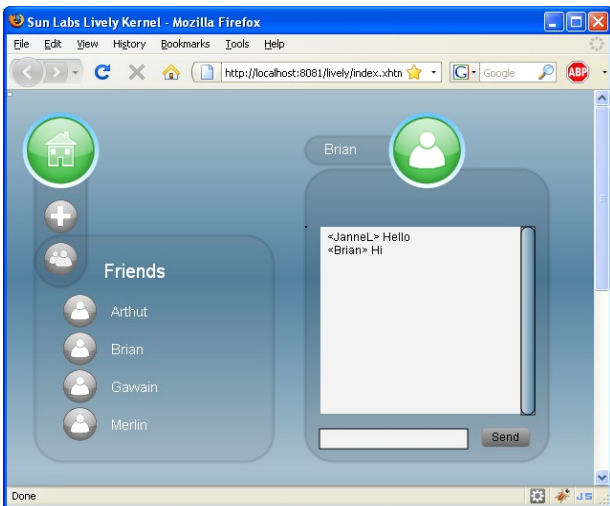 Sun Labs Lively Kernel - Mozilla Firefox
File Edit View History Bookmarks Tools Help
http://localhost:8081/lively/index.xhtn
G Google
ABP
Brian
<JanneL> Hello
<Brian> Hi
Friends
Arthut
Brian
Gawain
Merlin
Send
Done
JS